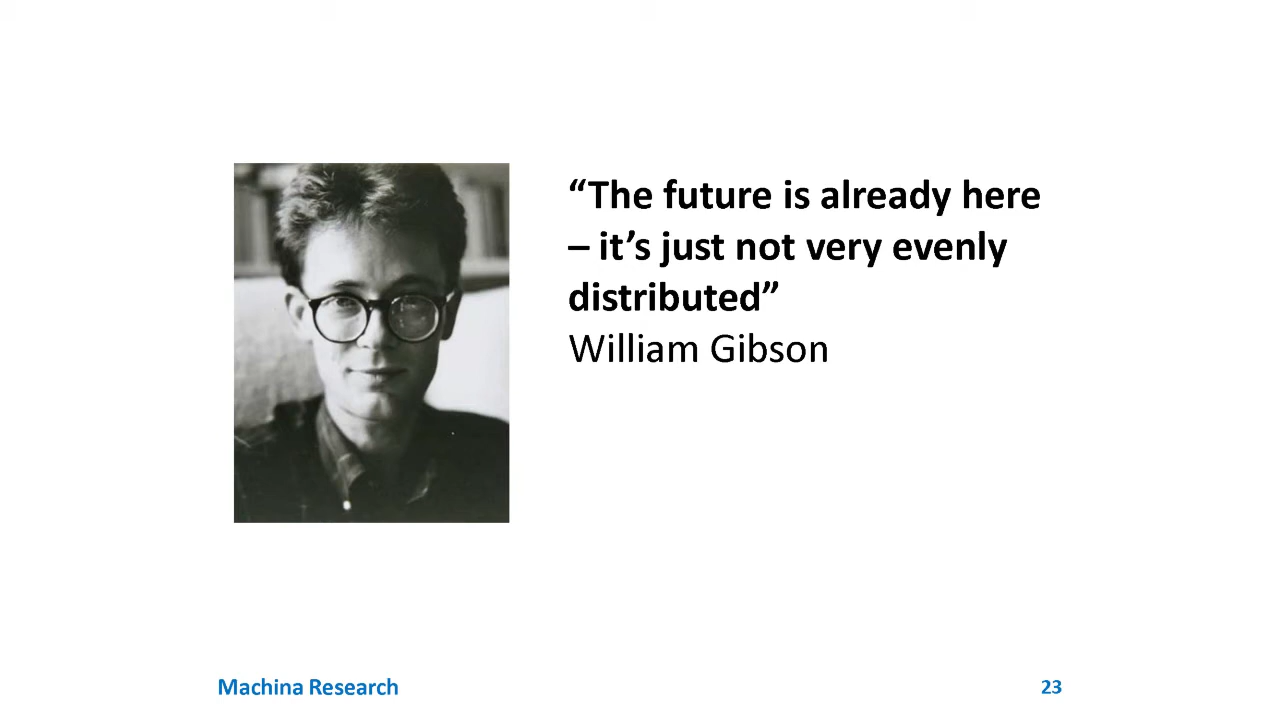 “The future is already here
– it’s just not very evenly
distributed”
William Gibson
Machina Research
23